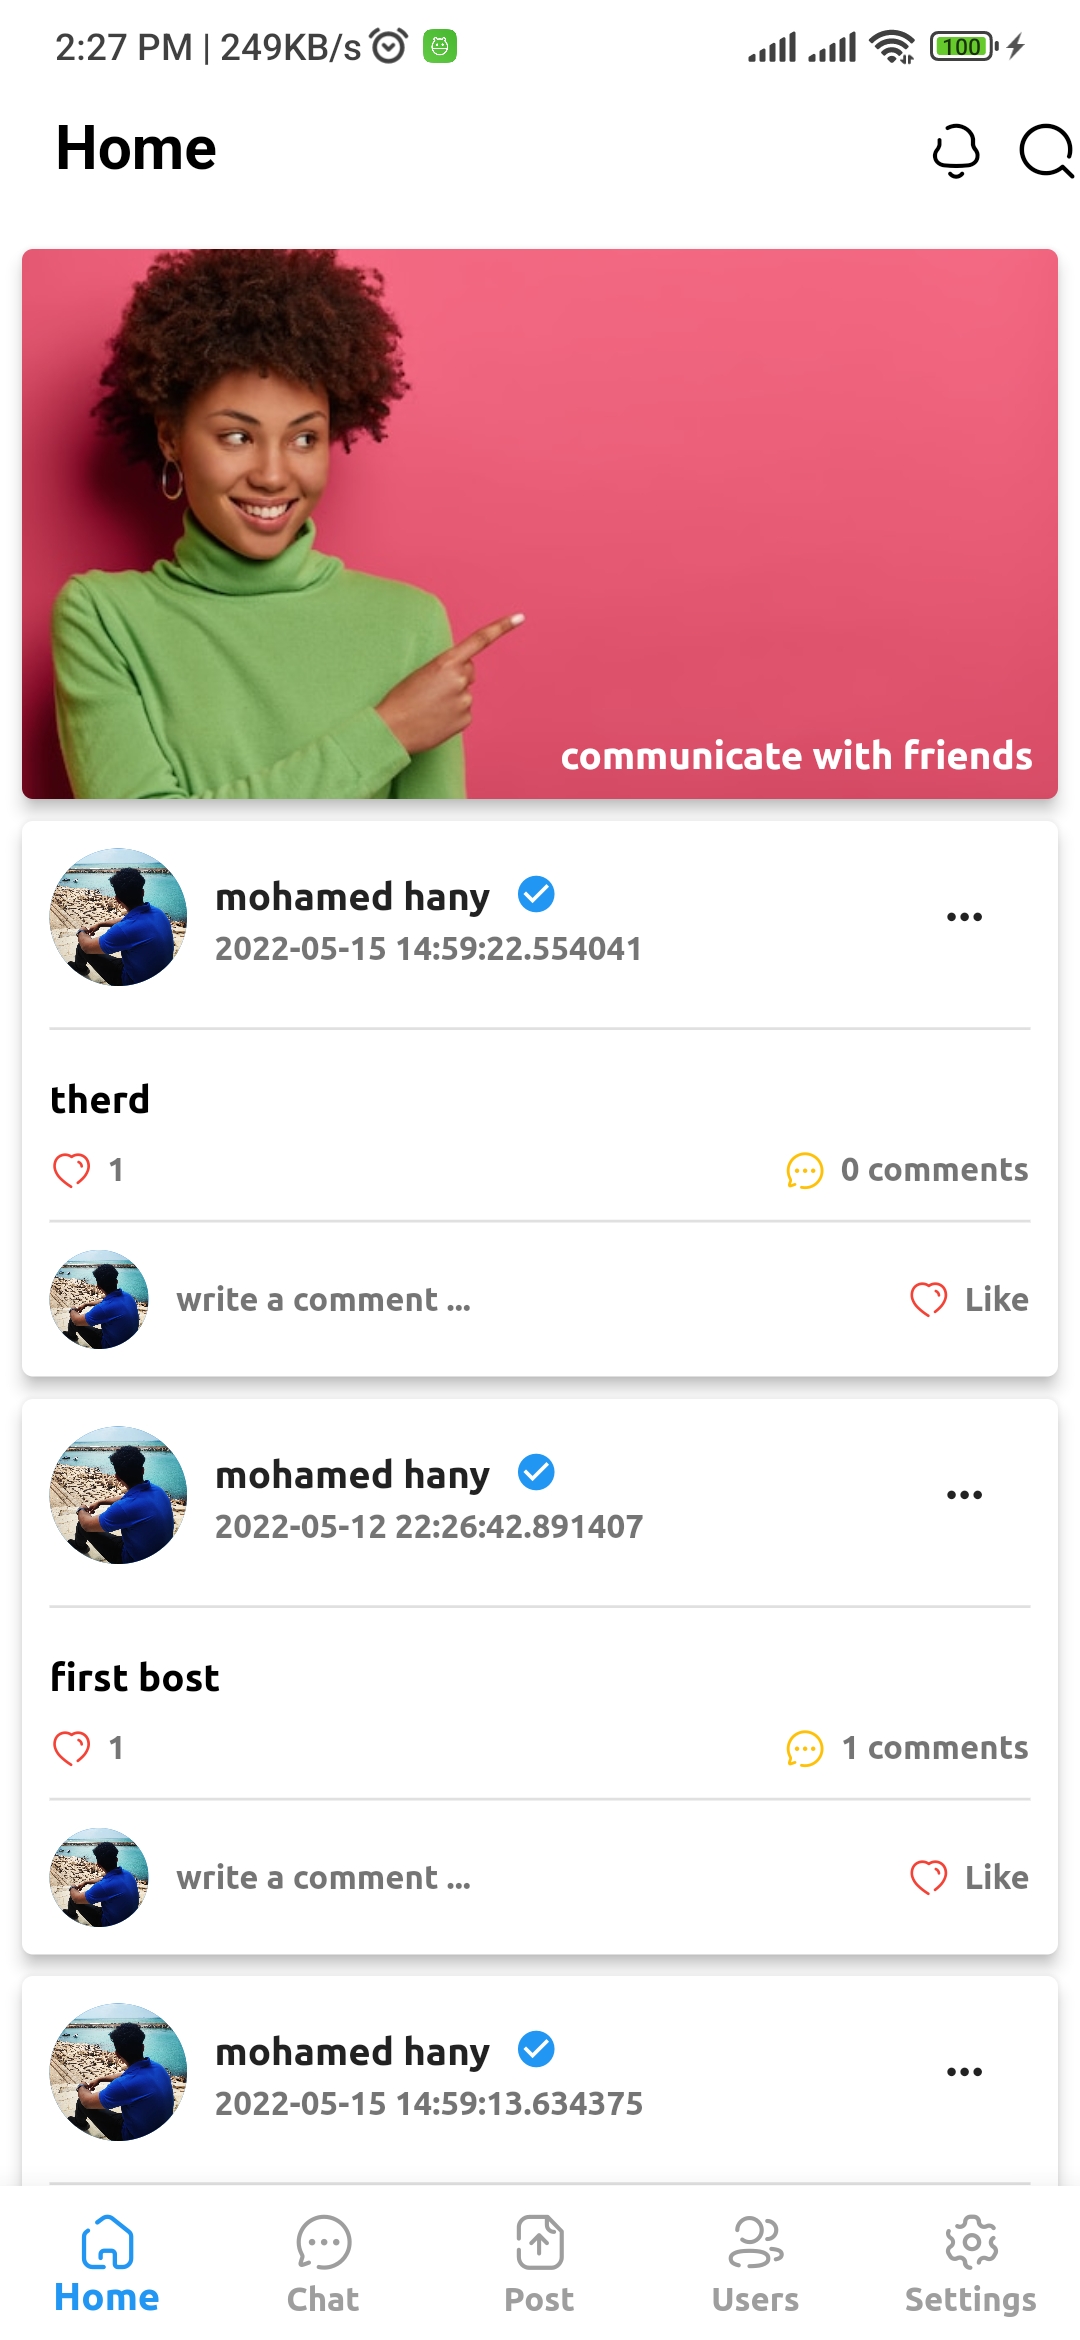 2:27 PM | 249KB/s
100
Home
communicate with friends
mohamed hany
2022-05-15 14:59:22.554041
therd
1
0 comments
write a comment ...
Like
mohamed hany
2022-05-12 22:26:42.891407
first bost
1
1 comments
write a comment ...
Like
mohamed hany
2022-05-15 14:59:13.634375
Home
Chat
Post
Users
Settings